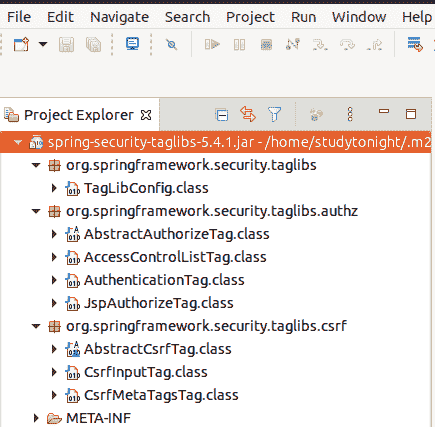 File Edit Navigate Search Project Run Window Help
Project Explorer
spring-security-taglibs-5.4.1.jar - /home/studytonight/.m2
org.springframework.security.taglibs
TagLibConfig.class
org.springframework.security.taglibs.authz
AbstractAuthorizeTag.class
AccessControlListTag.class
AuthenticationTag.class
JspAuthorizeTag.class
org.springframework.security.taglibs.csrf
AbstractCsrfTag.class
CsrfInputTag.class
CsrfMetaTagsTag.class
META-INF